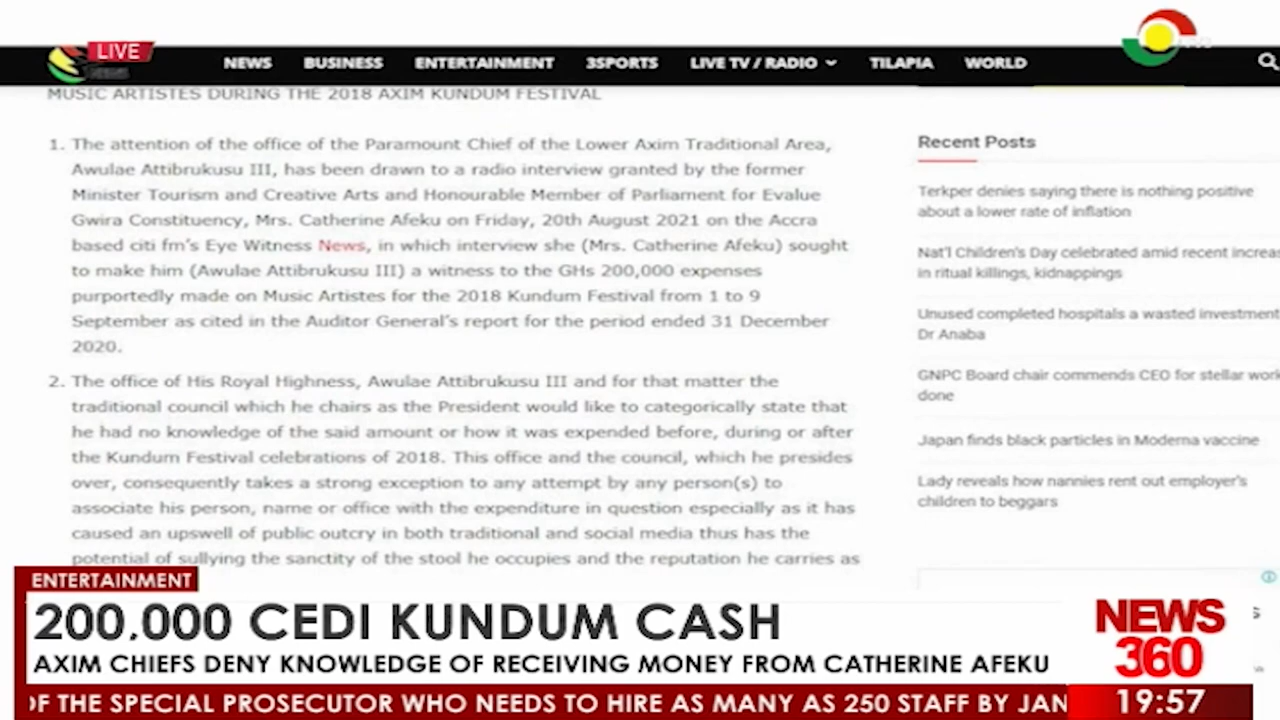 LIVE
NEWS BUSINESS ENTERTAINMENT 3SPORTS LIVE TV / RADIO TILAPIA WORLD
MUSIC ARTISTES DURING THE 2018 AXIM KUNDUM FESTIVAL
1. The attention of the office of the Paramount Chief of the Lower Axim Traditional Area,
Awulae Attibrukusu III, has been drawn to a radio interview granted by the former
Minister Tourism and Creative Arts and Honourable Member of Parliament for Evalue
Gwira Constituency, Mrs. Catherine Afeku on Friday, 20th August 2021 on the Accra
based citi fm's Eye Witness News, in which interview she (Mrs. Catherine Afeku) sought
to make him (Awulae Attibrukusu III) a witness to the GHs 200,000 expenses
purportedly made on Music Artistes for the 2018 Kundum Festival from 1 to 9
September as cited in the Auditor General's report for the period ended 31 December
2020.
2. The office of His Royal Highness, Awulae Attibrukusu III and for that matter the
traditional council which he chairs as the President would like to categorically state that
he had no knowledge of the said amount or how it was expended before, during or after
the Kundum Festival celebrations of 2018. This office and the council, which he presides
over, consequently takes a strong exception to any attempt by any person(s) to
associate his person, name or office with the expenditure in question especially as it has
caused an upswell of public outcry in both traditional and social media thus has the
potential of sullying the sanctity of the stool he occupies and the reputation he carries as
Recent Posts
Terkper denies saying there is nothing positive
about a lower rate of inflation
Nat'l Children's Day celebrated amid recent increas
in ritual killings, kidnappings
Unused completed hospitals a wasted investment
Dr Anaba
GNPC Board chair commends CEO for stellar work
done
Japan finds black particles in Moderna vaccine
Lady reveals how nannies rent out employer's
children to beggars
ENTERTAINMENT
200,000 CEDI KUNDUM CASH
AXIM CHIEFS DENY KNOWLEDGE OF RECEIVING MONEY FROM CATHERINE AFEKU
NEWS
360
OF THE SPECIAL PROSECUTOR WHO NEEDS TO HIRE AS MANY AS 250 STAFF BY JAN
19:57